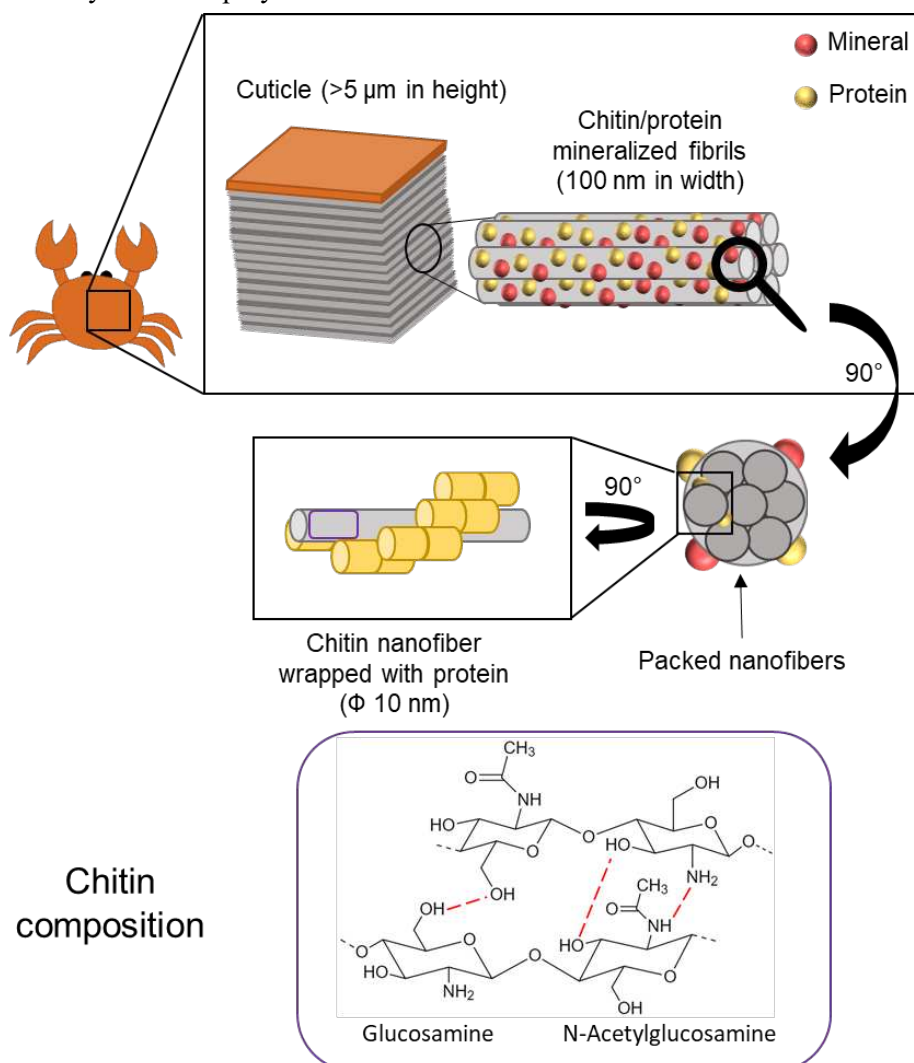 Mineral
Protein
Cuticle (>5 µm in height)
Chitin/protein
mineralized fibrils
(100 nm in width)
90°
90°
Chitin nanofiber
wrapped with protein
(Φ 10 nm)
Packed nanofibers
Chitin
composition
CH3
O
NH
OH
HO
O
O
O
HO
O
NH2
O
OH
CH3
OH
O
NH
HO
O
O
O
HO
NH2
O
OH
Glucosamine
N-Acetylglucosamine